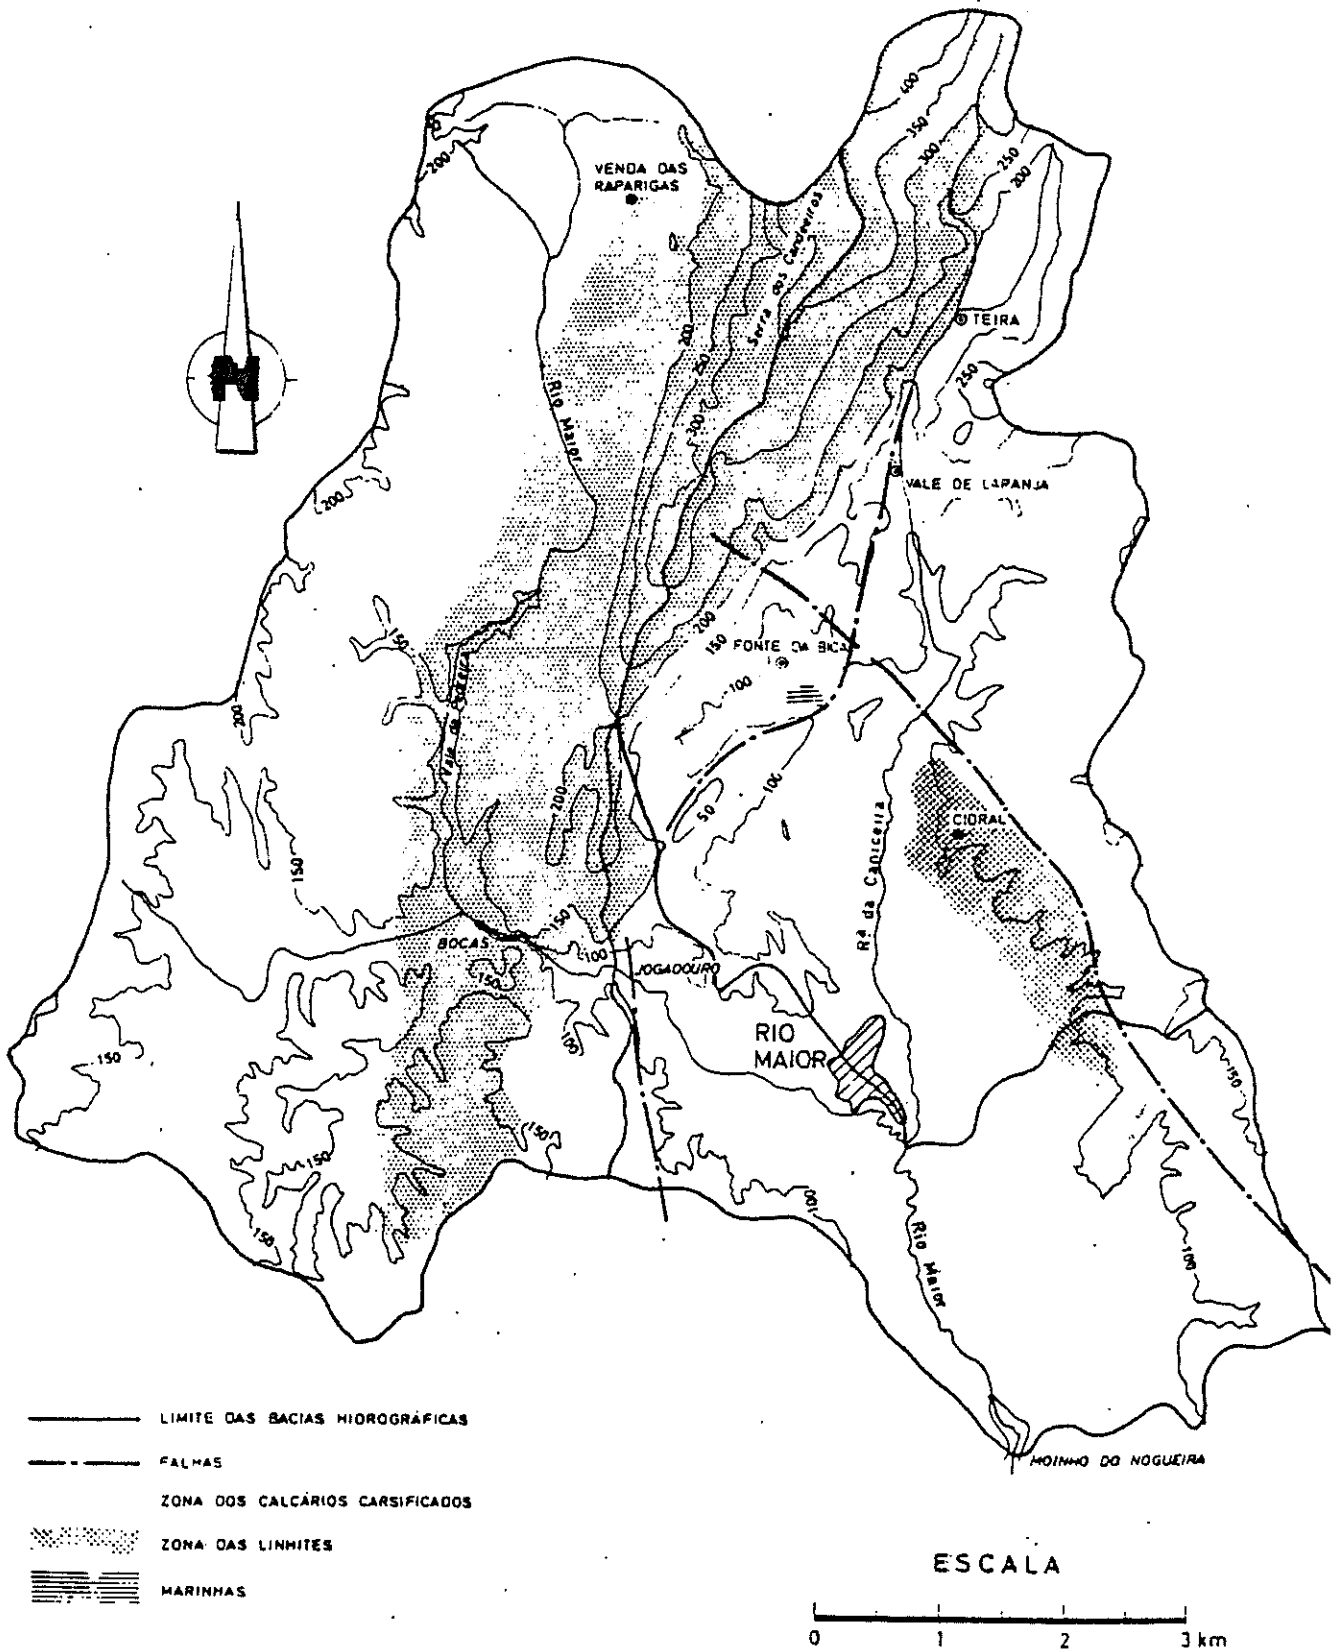 400
350
300
250
200
200
VENDA DAS
RAPARIGAS
Serra dos Candeeiros
TEIRA
N
200
250
300
250
Rio Maior
VALE DE LARANJA
200
150
200
150
FONTE DA BICA
100
200
Vale da Pedreira
200
100
50
Rª da Caniceira
CIDRAL
150
150
BOCAS
100
JOGADOURO
150
RIO
MAIOR
150
100
150
150
150
150
100
Rio Maior
100
LIMITE DAS BACIAS HIDROGRÁFICAS
FALHAS
ZONA DOS CALCÁRIOS CARSIFICADOS
ZONA DAS LINHITES
MARINHAS
MOINHO DO NOGUEIRA
ESCALA
0 1 2 3 km